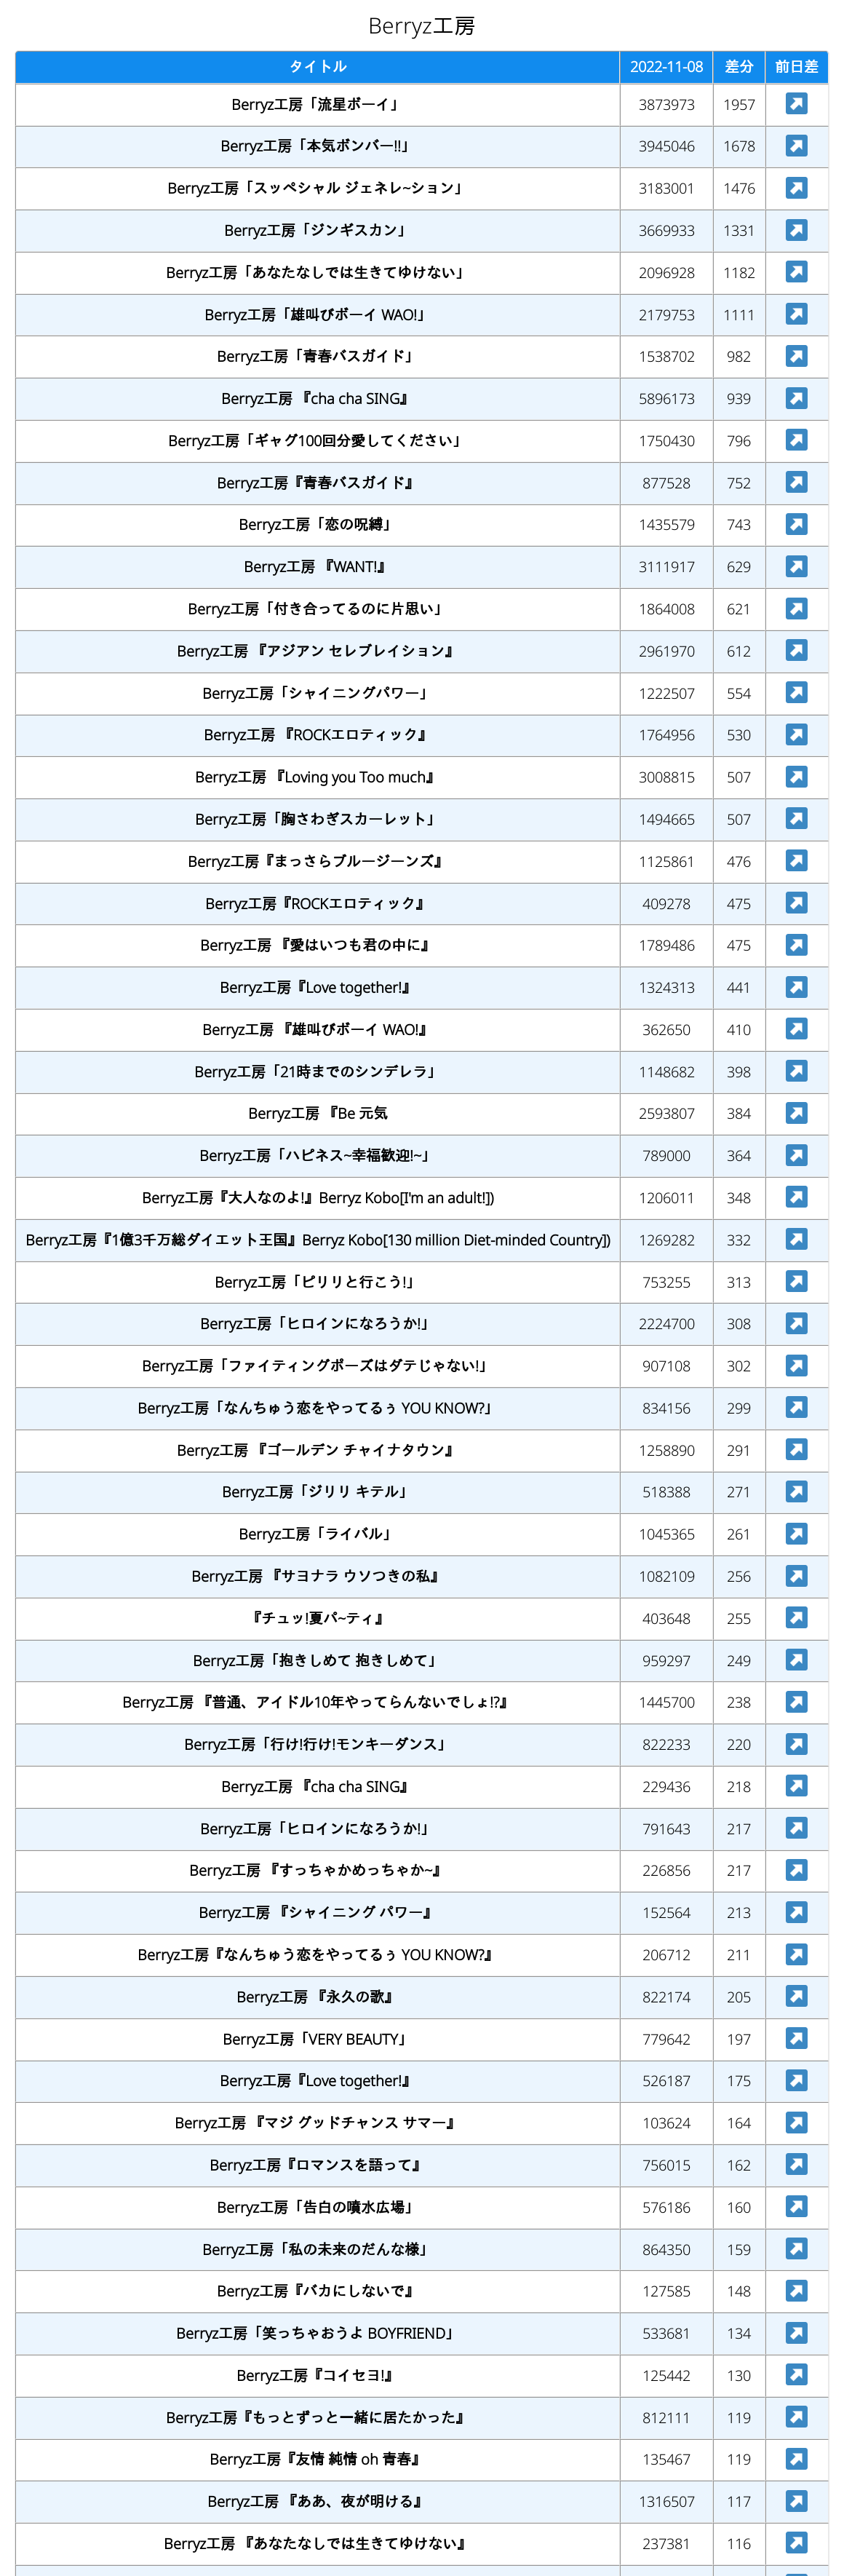 Berryz工房
タイトル 2022-11-08 差分 前日差
Berryz工房「流星ボーイ」 3873973 1957
Berryz工房「本気ボンバー!!」 3945046 1678
Berryz工房「スッペシャル ジェネレ~ション」 3183001 1476
Berryz工房「ジンギスカン」 3669933 1331
Berryz工房「あなたなしでは生きてゆけない」 2096928 1182
Berryz工房「雄叫びボーイ WAO!」 2179753 1111
Berryz工房「青春バスガイド」 1538702 982
Berryz工房 『cha cha SING』 5896173 939
Berryz工房「ギャグ100回分愛してください」 1750430 796
Berryz工房『青春バスガイド』 877528 752
Berryz工房「恋の呪縛」 1435579 743
Berryz工房 『WANT!』 3111917 629
Berryz工房「付き合ってるのに片思い」 1864008 621
Berryz工房 『アジアン セレブレイション』 2961970 612
Berryz工房「シャイニングパワー」 1222507 554
Berryz工房 『ROCKエロティック』 1764956 530
Berryz工房 『Loving you Too much』 3008815 507
Berryz工房「胸さわぎスカーレット」 1494665 507
Berryz工房『まっさらブルージーンズ』 1125861 476
Berryz工房『ROCKエロティック』 409278 475
Berryz工房 『愛はいつも君の中に』 1789486 475
Berryz工房『Love together!』 1324313 441
Berryz工房 『雄叫びボーイ WAO!』 362650 410
Berryz工房「21時までのシンデレラ」 1148682 398
Berryz工房 『Be 元気 2593807 384
Berryz工房「ハピネス~幸福歓迎!~」 789000 364
Berryz工房『大人なのよ!』Berryz Kobo[I'm an adult!]) 1206011 348
Berryz工房『1億3千万総ダイエット王国』Berryz Kobo[130 million Diet-minded Country]) 1269282 332
Berryz工房「ピリリと行こう!」 753255 313
Berryz工房「ヒロインになろうか!」 2224700 308
Berryz工房「ファイティングポーズはダテじゃない!」 907108 302
Berryz工房「なんちゅう恋をやってるぅ YOU KNOW?」 834156 299
Berryz工房 『ゴールデン チャイナタウン』 1258890 291
Berryz工房「ジリリ キテル」 518388 271
Berryz工房「ライバル」 1045365 261
Berryz工房 『サヨナラ ウソつきの私』 1082109 256
『チュッ!夏パ~ティ』 403648 255
Berryz工房「抱きしめて 抱きしめて」 959297 249
Berryz工房 『普通、アイドル10年やってらんないでしょ!?』 1445700 238
Berryz工房「行け!行け!モンキーダンス」 822233 220
Berryz工房 『cha cha SING』 229436 218
Berryz工房「ヒロインになろうか!」 791643 217
Berryz工房 『すっちゃかめっちゃか~』 226856 217
Berryz工房 『シャイニング パワー』 152564 213
Berryz工房『なんちゅう恋をやってるぅ YOU KNOW?』 206712 211
Berryz工房 『永久の歌』 822174 205
Berryz工房「VERY BEAUTY」 779642 197
Berryz工房『Love together!』 526187 175
Berryz工房 『マジ グッドチャンス サマー』 103624 164
Berryz工房『ロマンスを語って』 756015 162
Berryz工房「告白の噴水広場」 576186 160
Berryz工房「私の未来のだんな様」 864350 159
Berryz工房『バカにしないで』 127585 148
Berryz工房「笑っちゃおうよ BOYFRIEND」 533681 134
Berryz工房『コイセヨ!』 125442 130
Berryz工房『もっとずっと一緒に居たかった』 812111 119
Berryz工房『友情 純情 oh 青春』 135467 119
Berryz工房 『ああ、夜が明ける』 1316507 117
Berryz工房 『あなたなしでは生きてゆけない』 237381 116